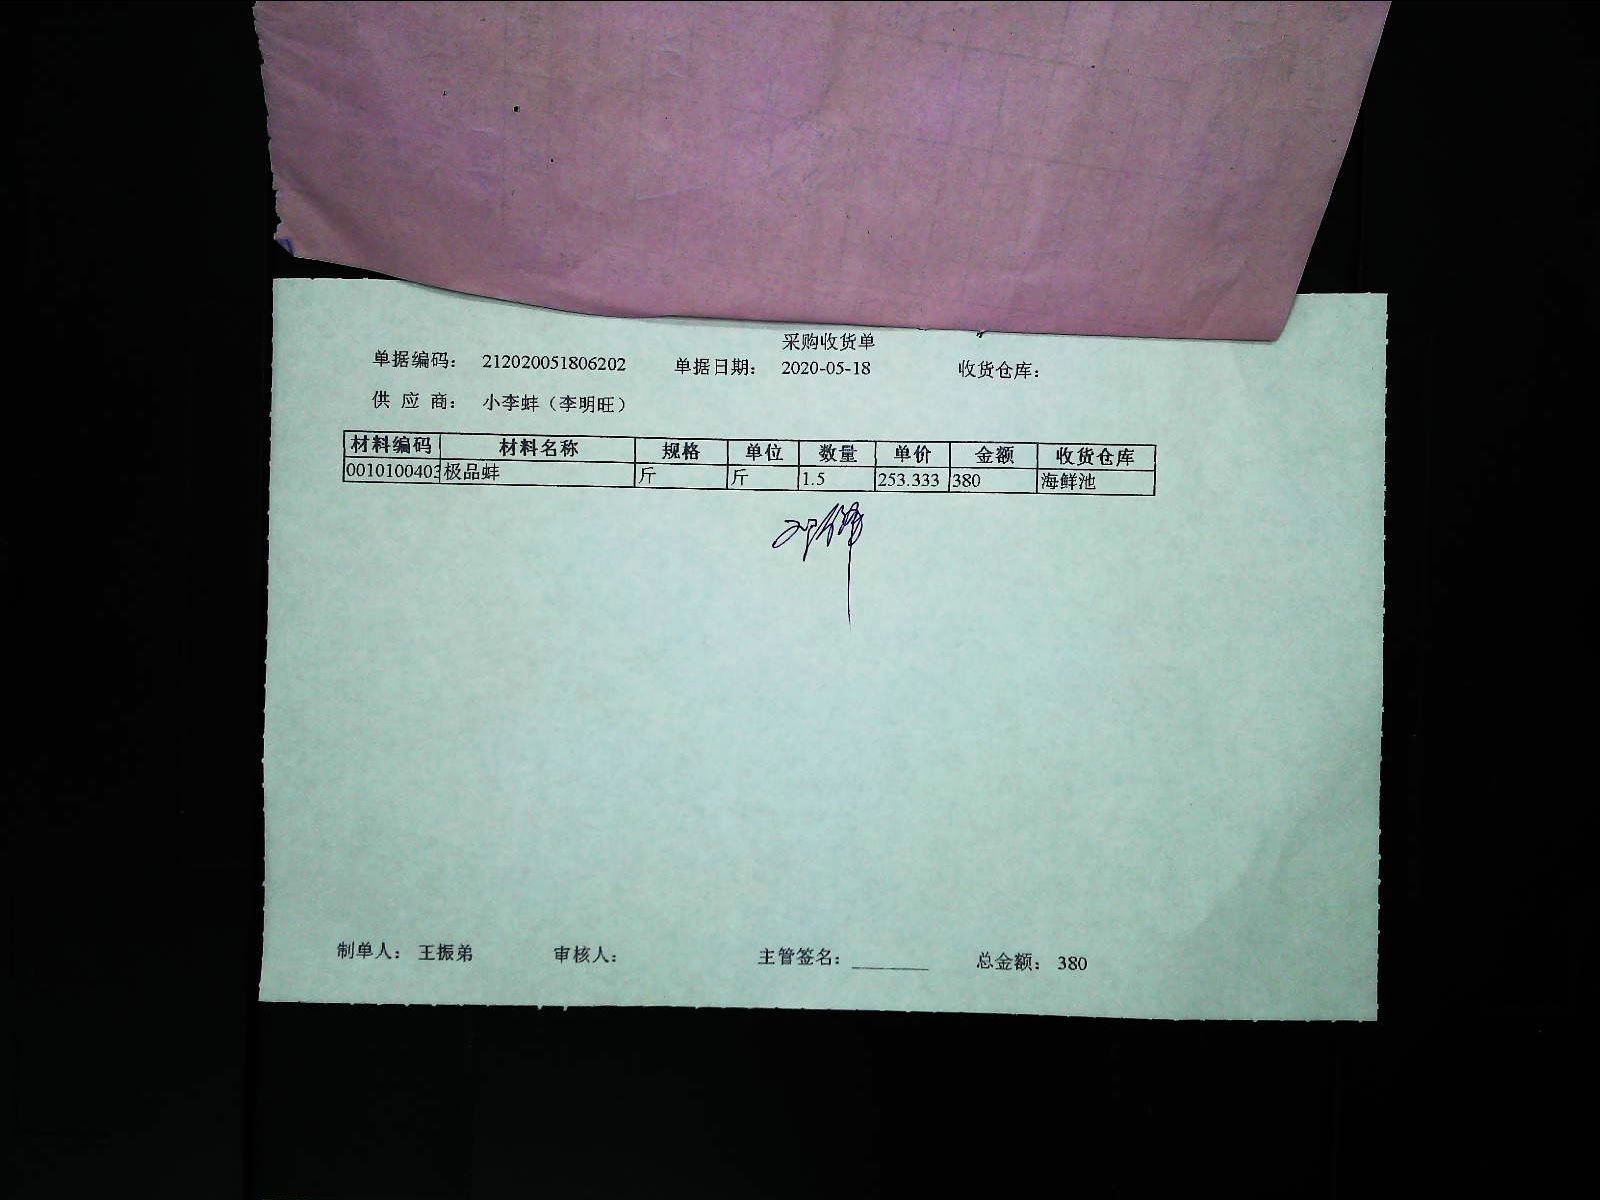 采购收货单
单据编码： 212020051806202 单据日期： 2020-05-18 收货仓库：
供 应 商： 小李蚌（李明旺）
材料编码 材料名称 规格 单位 数量 单价 金额 收货仓库
0010100403 极品蚌 斤 斤 1.5 253.333 380 海鲜池
制单人： 王振弟 审核人： 主管签名：________ 总金额： 380